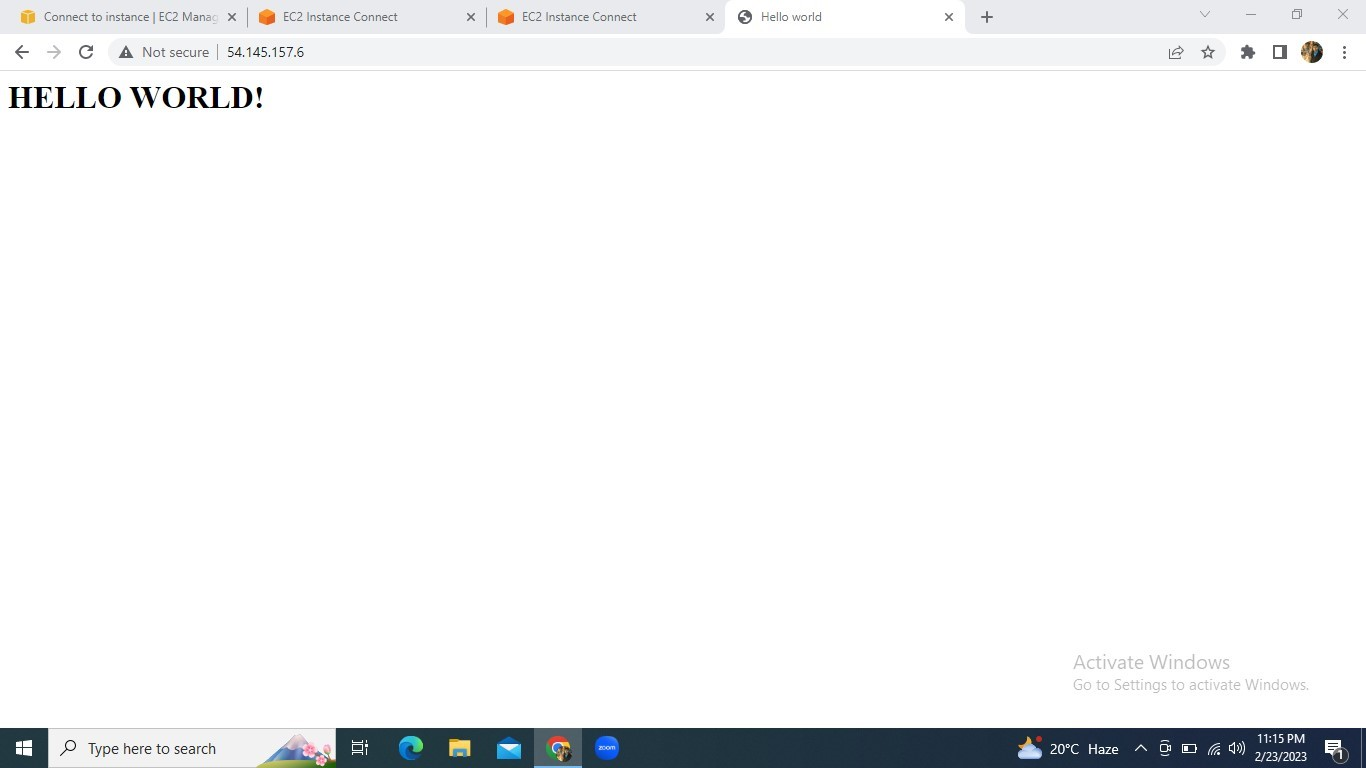 Connect to instance | EC2 Manag
EC2 Instance Connect
EC2 Instance Connect
Hello world
Not secure
54.145.157.6
HELLO WORLD!
Activate Windows
Go to Settings to activate Windows.
Type here to search
zoom
20°C Haze
11:15 PM
2/23/2023
1